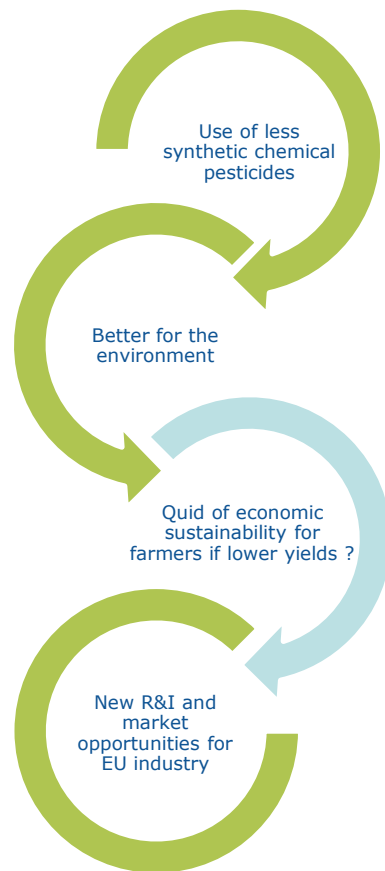 Use of less
synthetic chemical
pesticides
Better for the
environment
Quid of economic
sustainability for
farmers if lower yields ?
New R&I and
market
opportunities for
EU industry